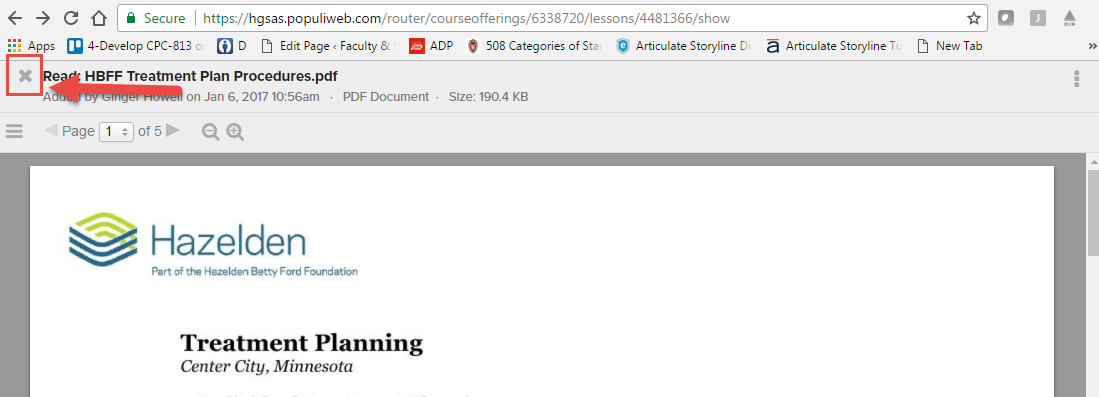 Secure https://hgsas.populiweb.com/router/courseofferings/6338720/lessons/4481366/show
Apps 4-Develop CPC-813 o D Edit Page ‹ Faculty & ADP 508 Categories of Star Articulate Storyline D Articulate Storyline Tu New Tab »
Read: HBFF Treatment Plan Procedures.pdf
Added by Ginger Howell on Jan 6, 2017 10:56am · PDF Document · Size: 190.4 KB
Page 1 of 5
Hazelden
Part of the Hazelden Betty Ford Foundation
Treatment Planning
Center City, Minnesota